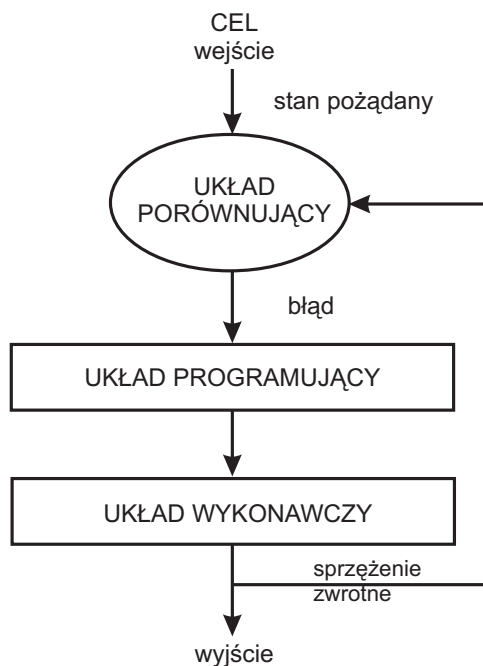 CEL
wejście
stan pożądany
UKŁAD
PORÓWNUJĄCY
błąd
UKŁAD PROGRAMUJĄCY
UKŁAD WYKONAWCZY
sprzężenie
zwrotne
wyjście